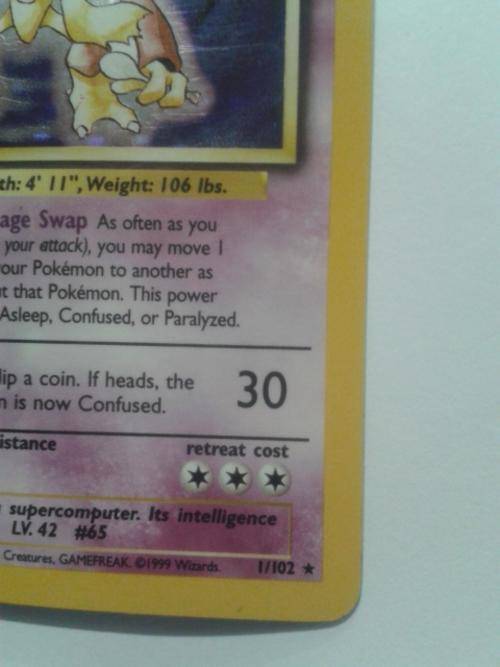 th: 4' 11", Weight: 106 lbs.
age Swap As often as you
your attack), you may move 1
our Pokémon to another as
t that Pokémon. This power
Asleep, Confused, or Paralyzed.
lip a coin. If heads, the 30
n is now Confused.
istance retreat cost
supercomputer. Its intelligence
LV. 42 #65
Creatures, GAMEFREAK. ©1999 Wizards. 1/102 ★